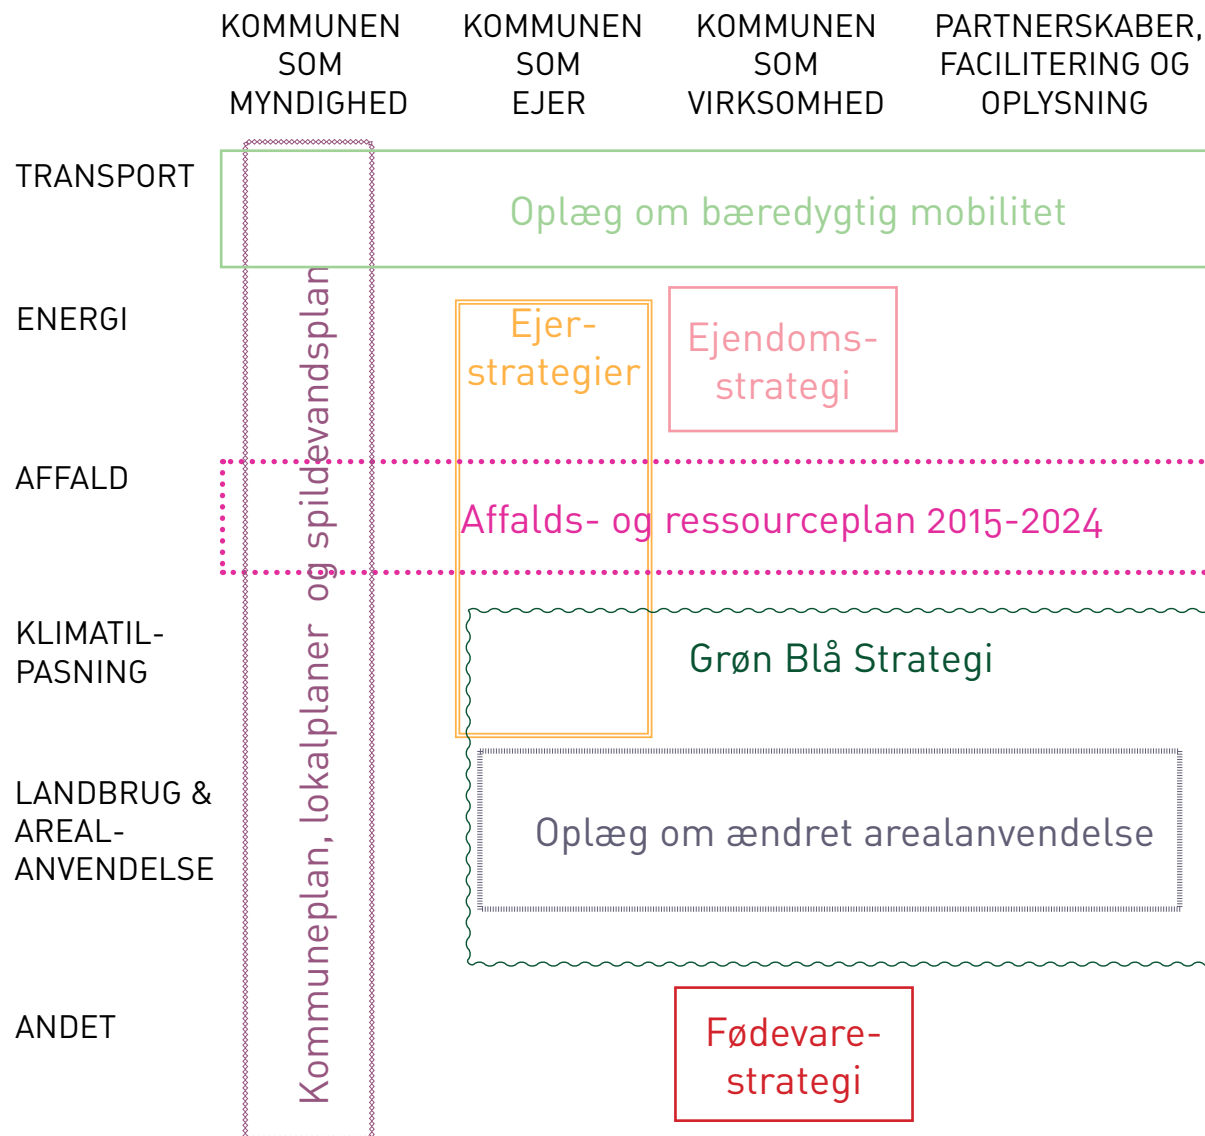 KOMMUNEN
SOM
MYNDIGHED
KOMMUNEN
SOM
EJER
KOMMUNEN
SOM
VIRKSOMHED
PARTNERSKABER,
FACILITERING OG
OPLYSNING
TRANSPORT
Oplæg om bæredygtig mobilitet
Kommuneplan, lokalplaner og spildevandsplan
ENERGI
Ejer-
strategier
Ejendoms-
strategi
AFFALD
Affalds- og ressourceplan 2015-2024
KLIMATIL-
PASNING
Grøn Blå Strategi
LANDBRUG &
AREAL-
ANVENDELSE
Oplæg om ændret arealanvendelse
ANDET
Fødevare-
strategi